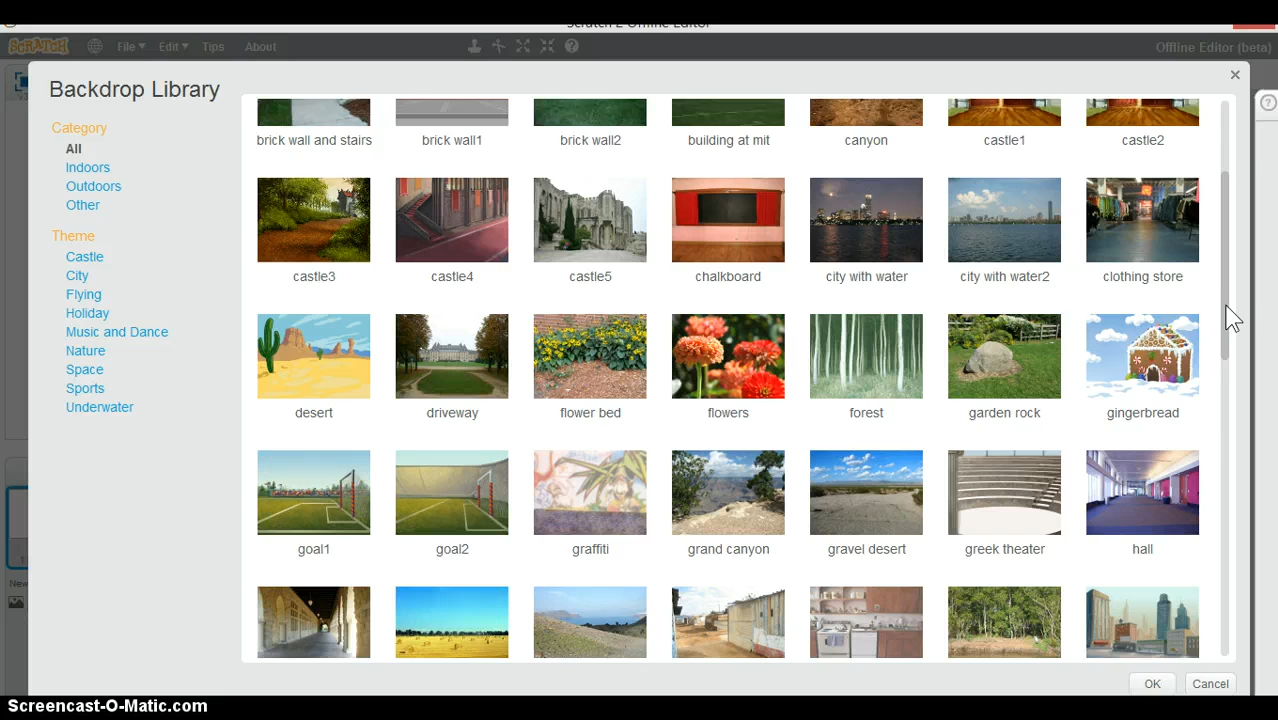 Scratch 2 Offline Editor
SCRATCH File Edit Tips About Offline Editor (beta)
Backdrop Library
Category
All
Indoors
Outdoors
Other
Theme
Castle
City
Flying
Holiday
Music and Dance
Nature
Space
Sports
Underwater
brick wall and stairs brick wall1 brick wall2 building at mit canyon castle1 castle2
castle3 castle4 castle5 chalkboard city with water city with water2 clothing store
desert driveway flower bed flowers forest garden rock gingerbread
goal1 goal2 graffiti grand canyon gravel desert greek theater hall
1
New
OK Cancel
Screencast-O-Matic.com